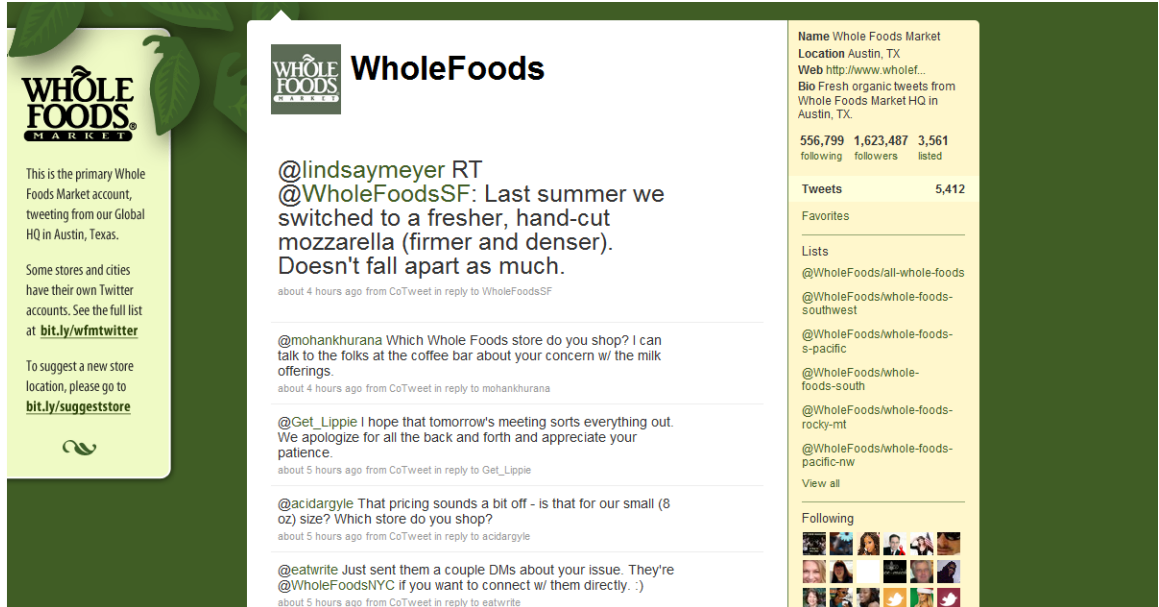 WHOLE
FOODS®
MARKET
This is the primary Whole
Foods Market account,
tweeting from our Global
HQ in Austin, Texas.
Some stores and cities
have their own Twitter
accounts. See the full list
at bit.ly/wfmtwitter
To suggest a new store
location, please go to
bit.ly/suggeststore
WHOLE
FOODS
MARKET
WholeFoods
@lindsaymeyer RT
@WholeFoodsSF: Last summer we
switched to a fresher, hand-cut
mozzarella (firmer and denser).
Doesn't fall apart as much.
about 4 hours ago from CoTweet in reply to WholeFoodsSF
@mohankhurana Which Whole Foods store do you shop? I can
talk to the folks at the coffee bar about your concern w/ the milk
offerings.
about 4 hours ago from CoTweet in reply to mohankhurana
@Get_Lippie I hope that tomorrow's meeting sorts everything out.
We apologize for all the back and forth and appreciate your
patience.
about 5 hours ago from CoTweet in reply to Get_Lippie
@acidargyle That pricing sounds a bit off - is that for our small (8
oz) size? Which store do you shop?
about 5 hours ago from CoTweet in reply to acidargyle
@eatwrite Just sent them a couple DMs about your issue. They're
@WholeFoodsNYC if you want to connect w/ them directly. :)
about 5 hours ago from CoTweet in reply to eatwrite
Name Whole Foods Market
Location Austin, TX
Web http://www.wholef...
Bio Fresh organic tweets from
Whole Foods Market HQ in
Austin, TX.
556,799 1,623,487 3,561
following followers listed
Tweets 5,412
Favorites
Lists
@WholeFoods/all-whole-foods
@WholeFoods/whole-foods-
southwest
@WholeFoods/whole-foods-
s-pacific
@WholeFoods/whole-
foods-south
@WholeFoods/whole-foods-
rocky-mt
@WholeFoods/whole-foods-
pacific-nw
View all
Following